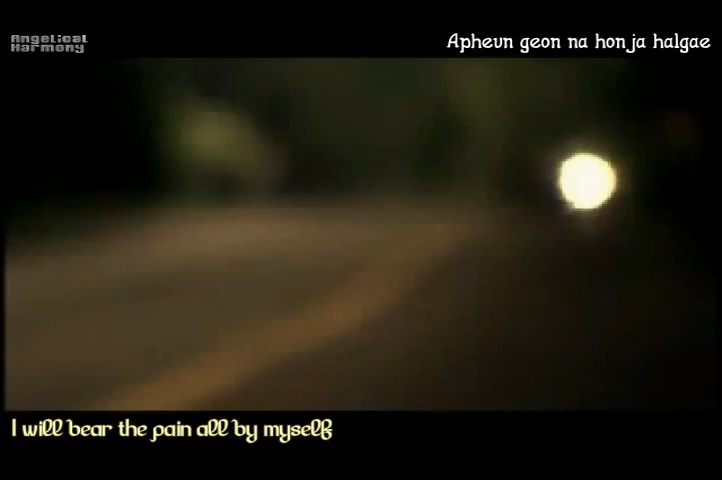 Angelical
Harmony
Apheun geon na honja halgae
I will bear the pain all by myself